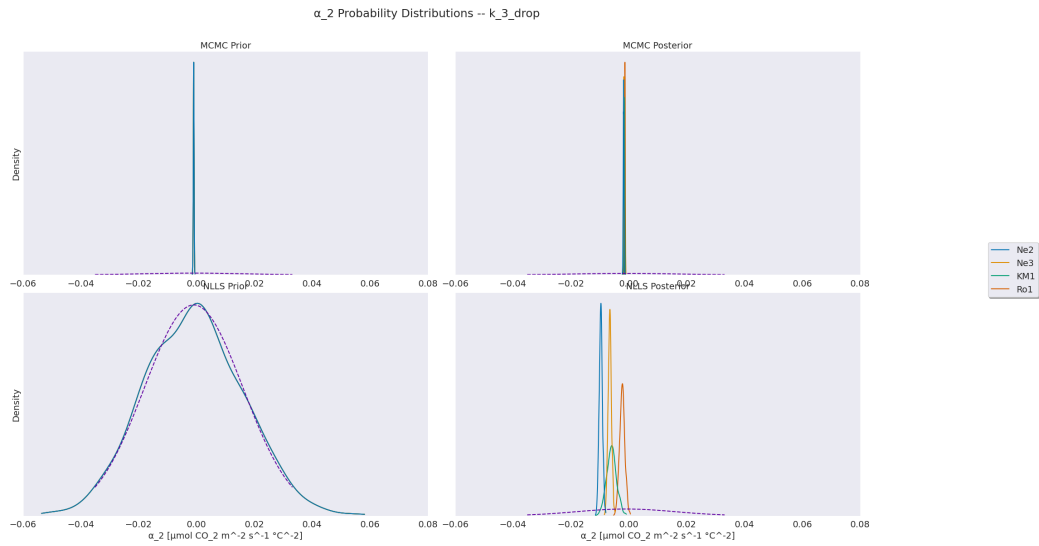 α_2 Probability Distributions -- k_3_drop
MCMC Prior
MCMC Posterior
Density
−0.06 −0.04 −0.02 0.00 0.02 0.04 0.06 0.08
−0.06 −0.04 −0.02 0.00 0.02 0.04 0.06 0.08
Ne2
Ne3
KM1
Ro1
NLLS Prior
NLLS Posterior
Density
−0.06 −0.04 −0.02 0.00 0.02 0.04 0.06 0.08
−0.06 −0.04 −0.02 0.00 0.02 0.04 0.06 0.08
α_2 [μmol CO_2 m^-2 s^-1 °C^-2]
α_2 [μmol CO_2 m^-2 s^-1 °C^-2]